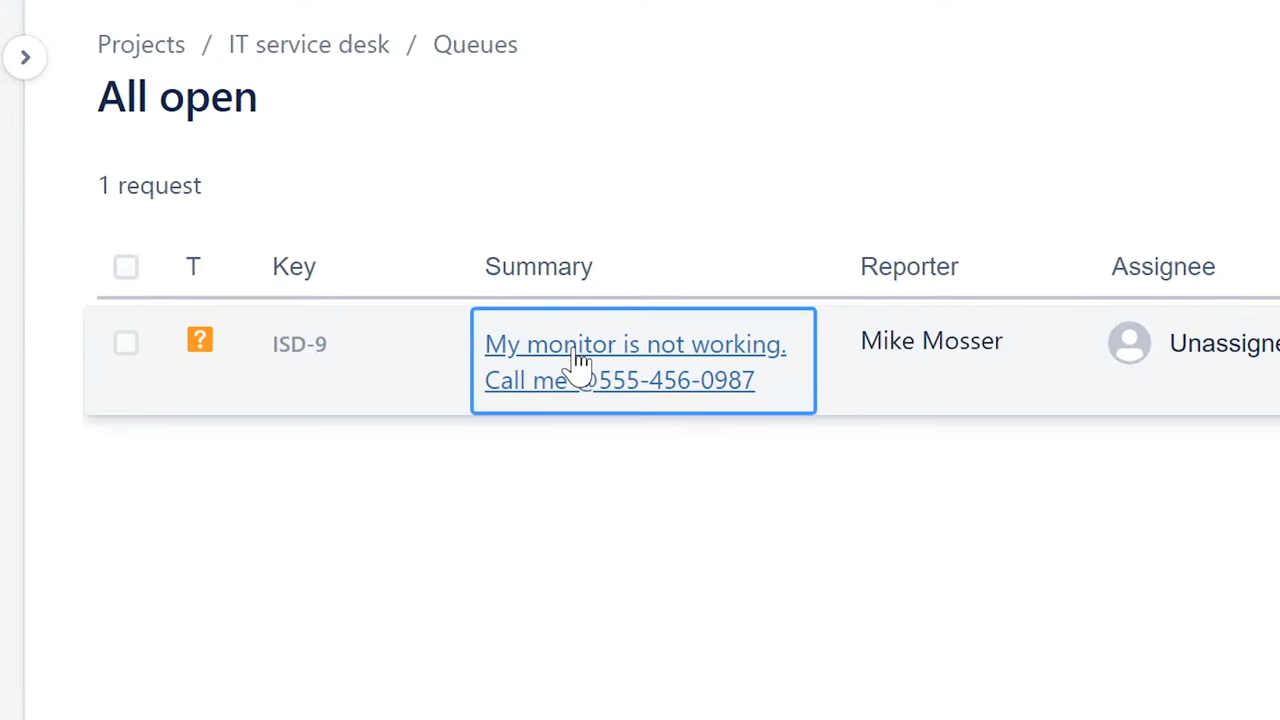 Projects / IT service desk / Queues
All open
1 request
T Key Summary Reporter Assignee
? ISD-9 My monitor is not working. Mike Mosser Unassigne
Call me @555-456-0987